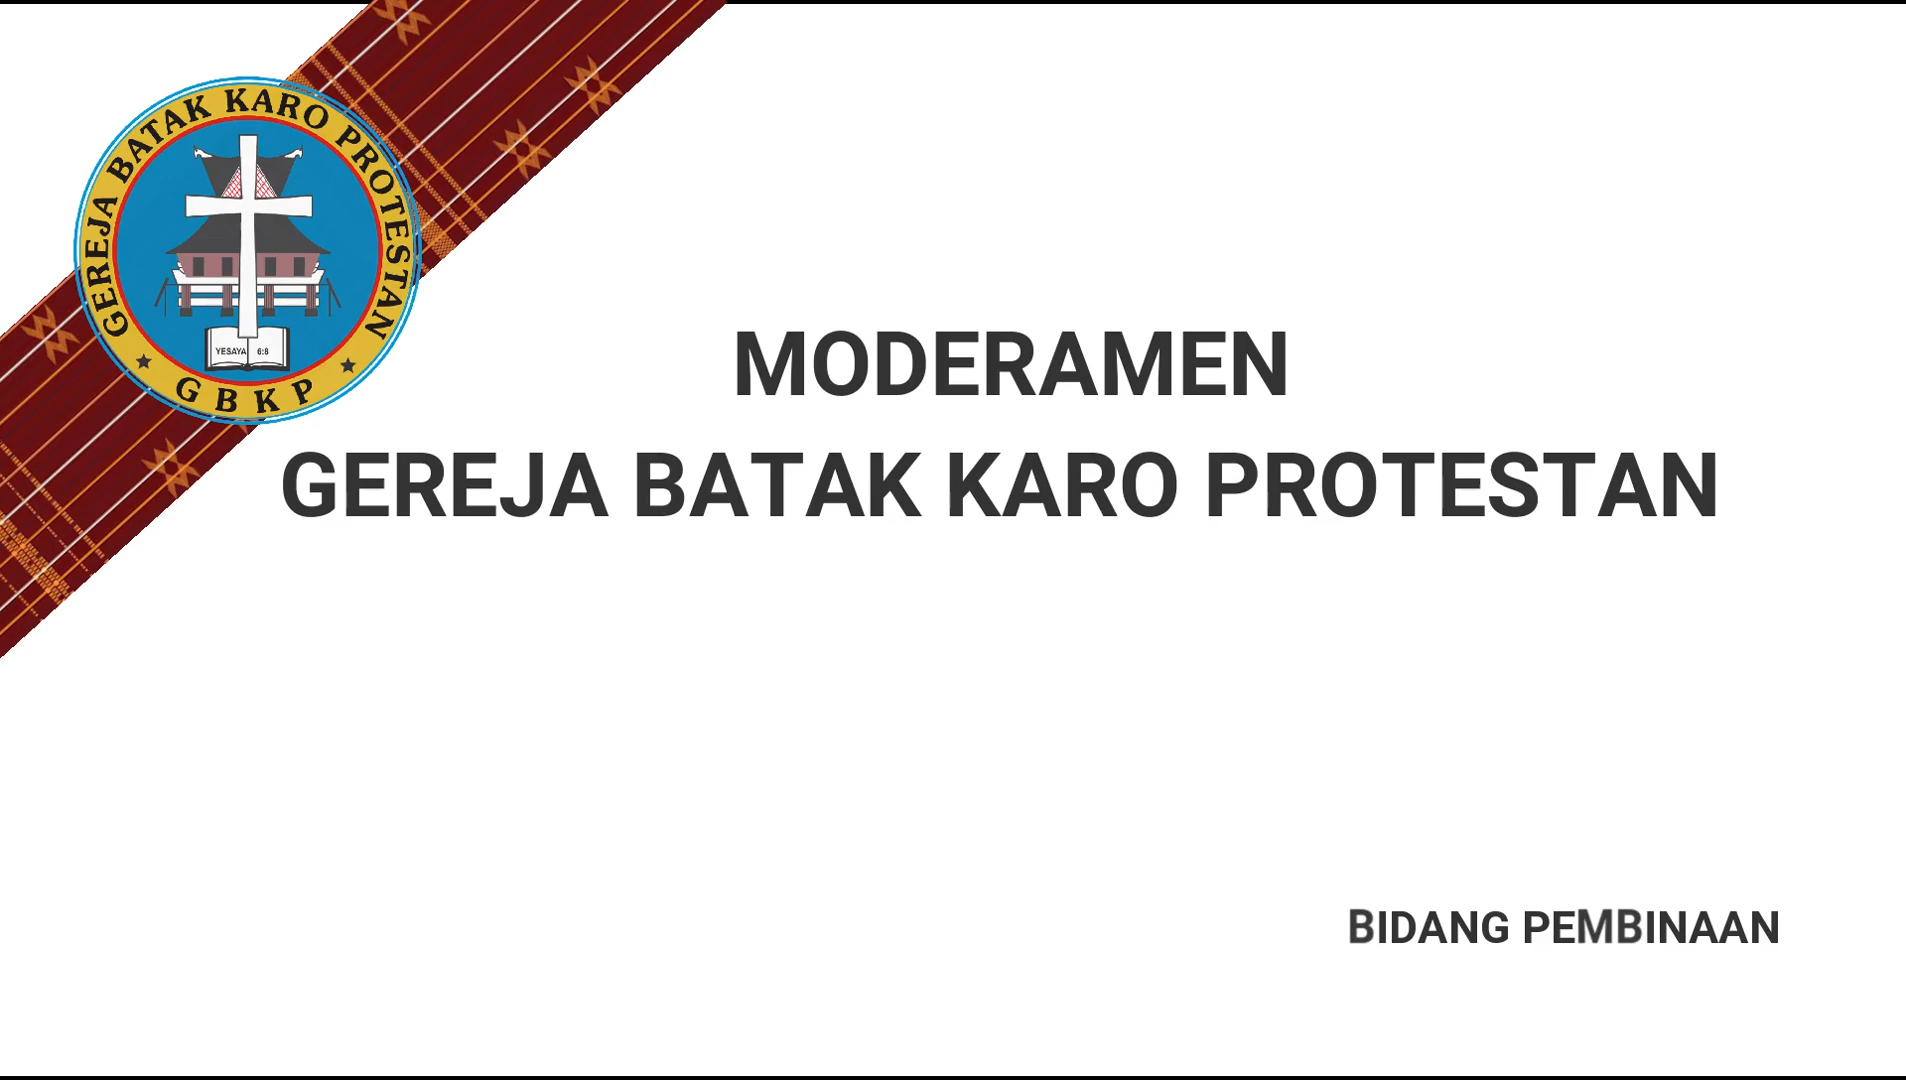 GEREJA BATAK KARO PROTESTAN
YESAYA 6:8
GBKP
MODERAMEN
GEREJA BATAK KARO PROTESTAN
BIDANG PEMBINAAN